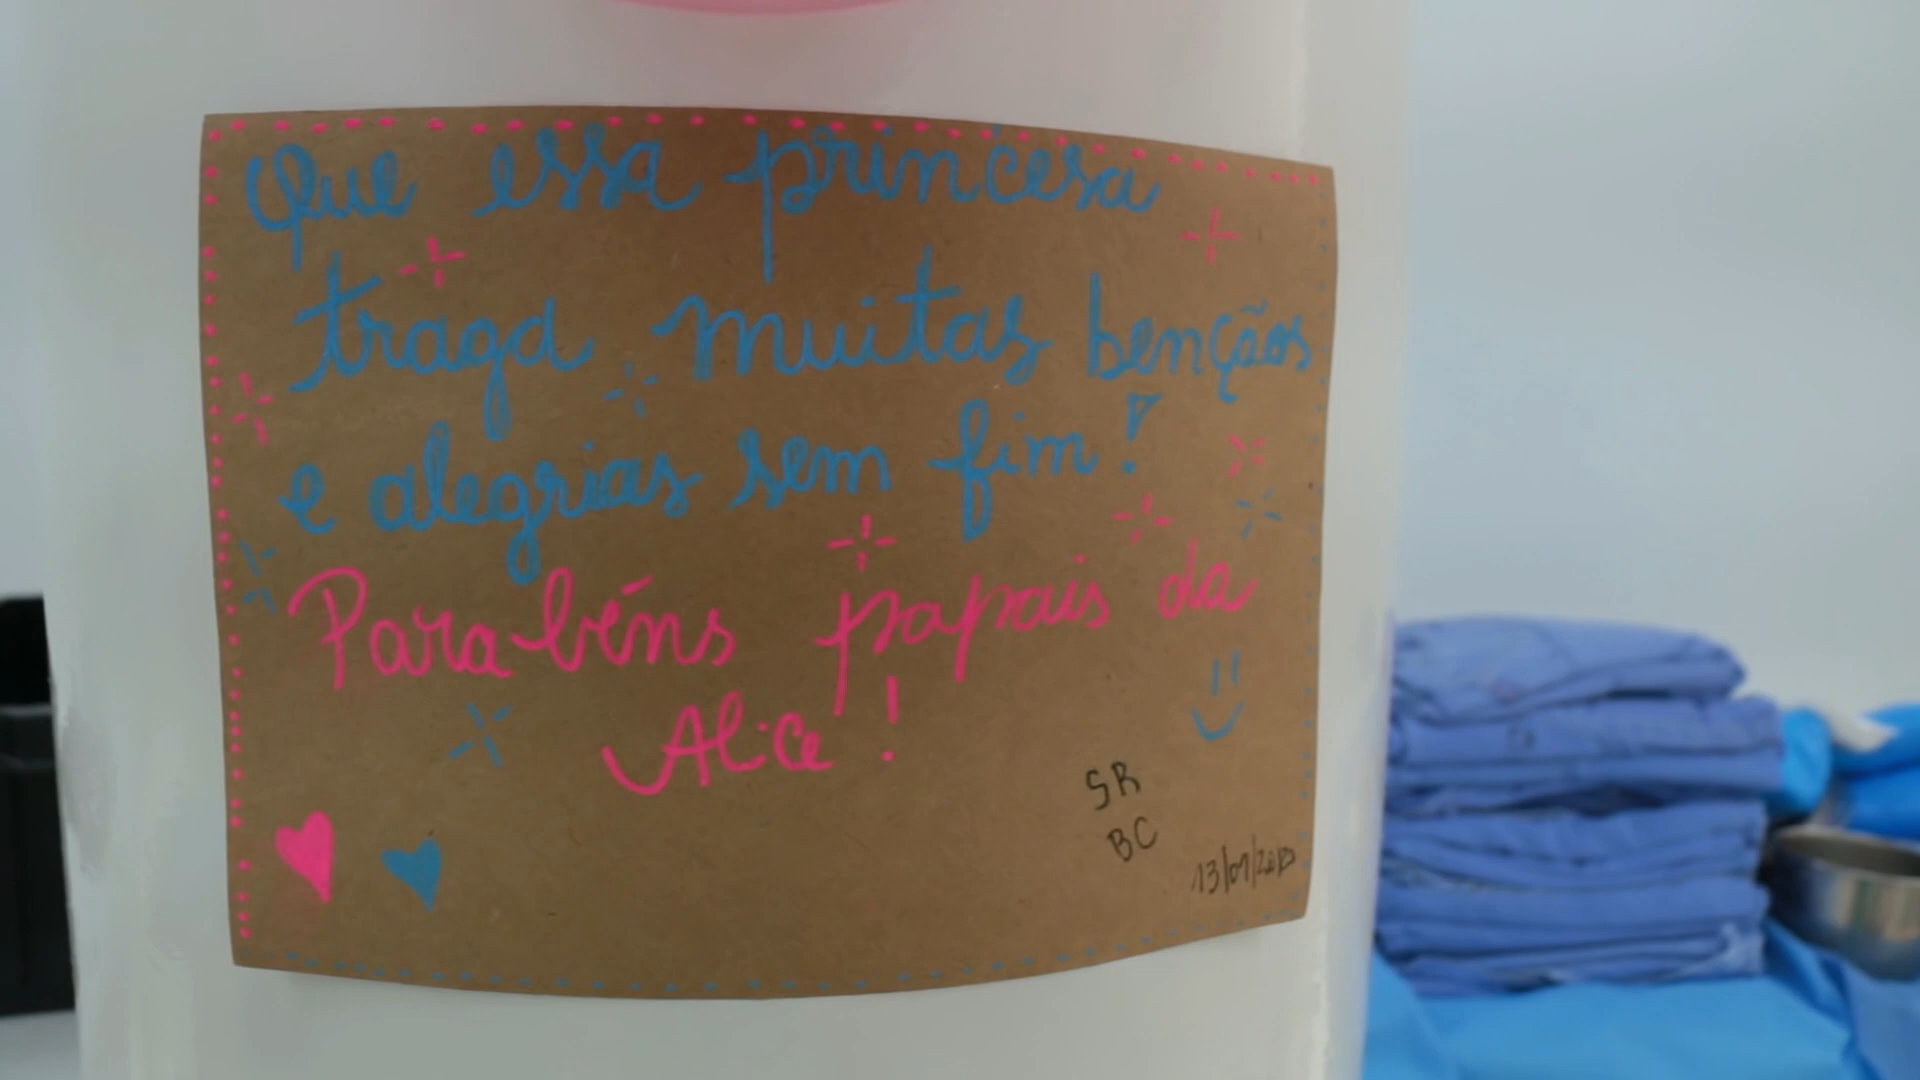 Que essa princesa
traga muitas bençãos
e alegrias sem fim!
Parabéns papais da
Alice!
SR
BC